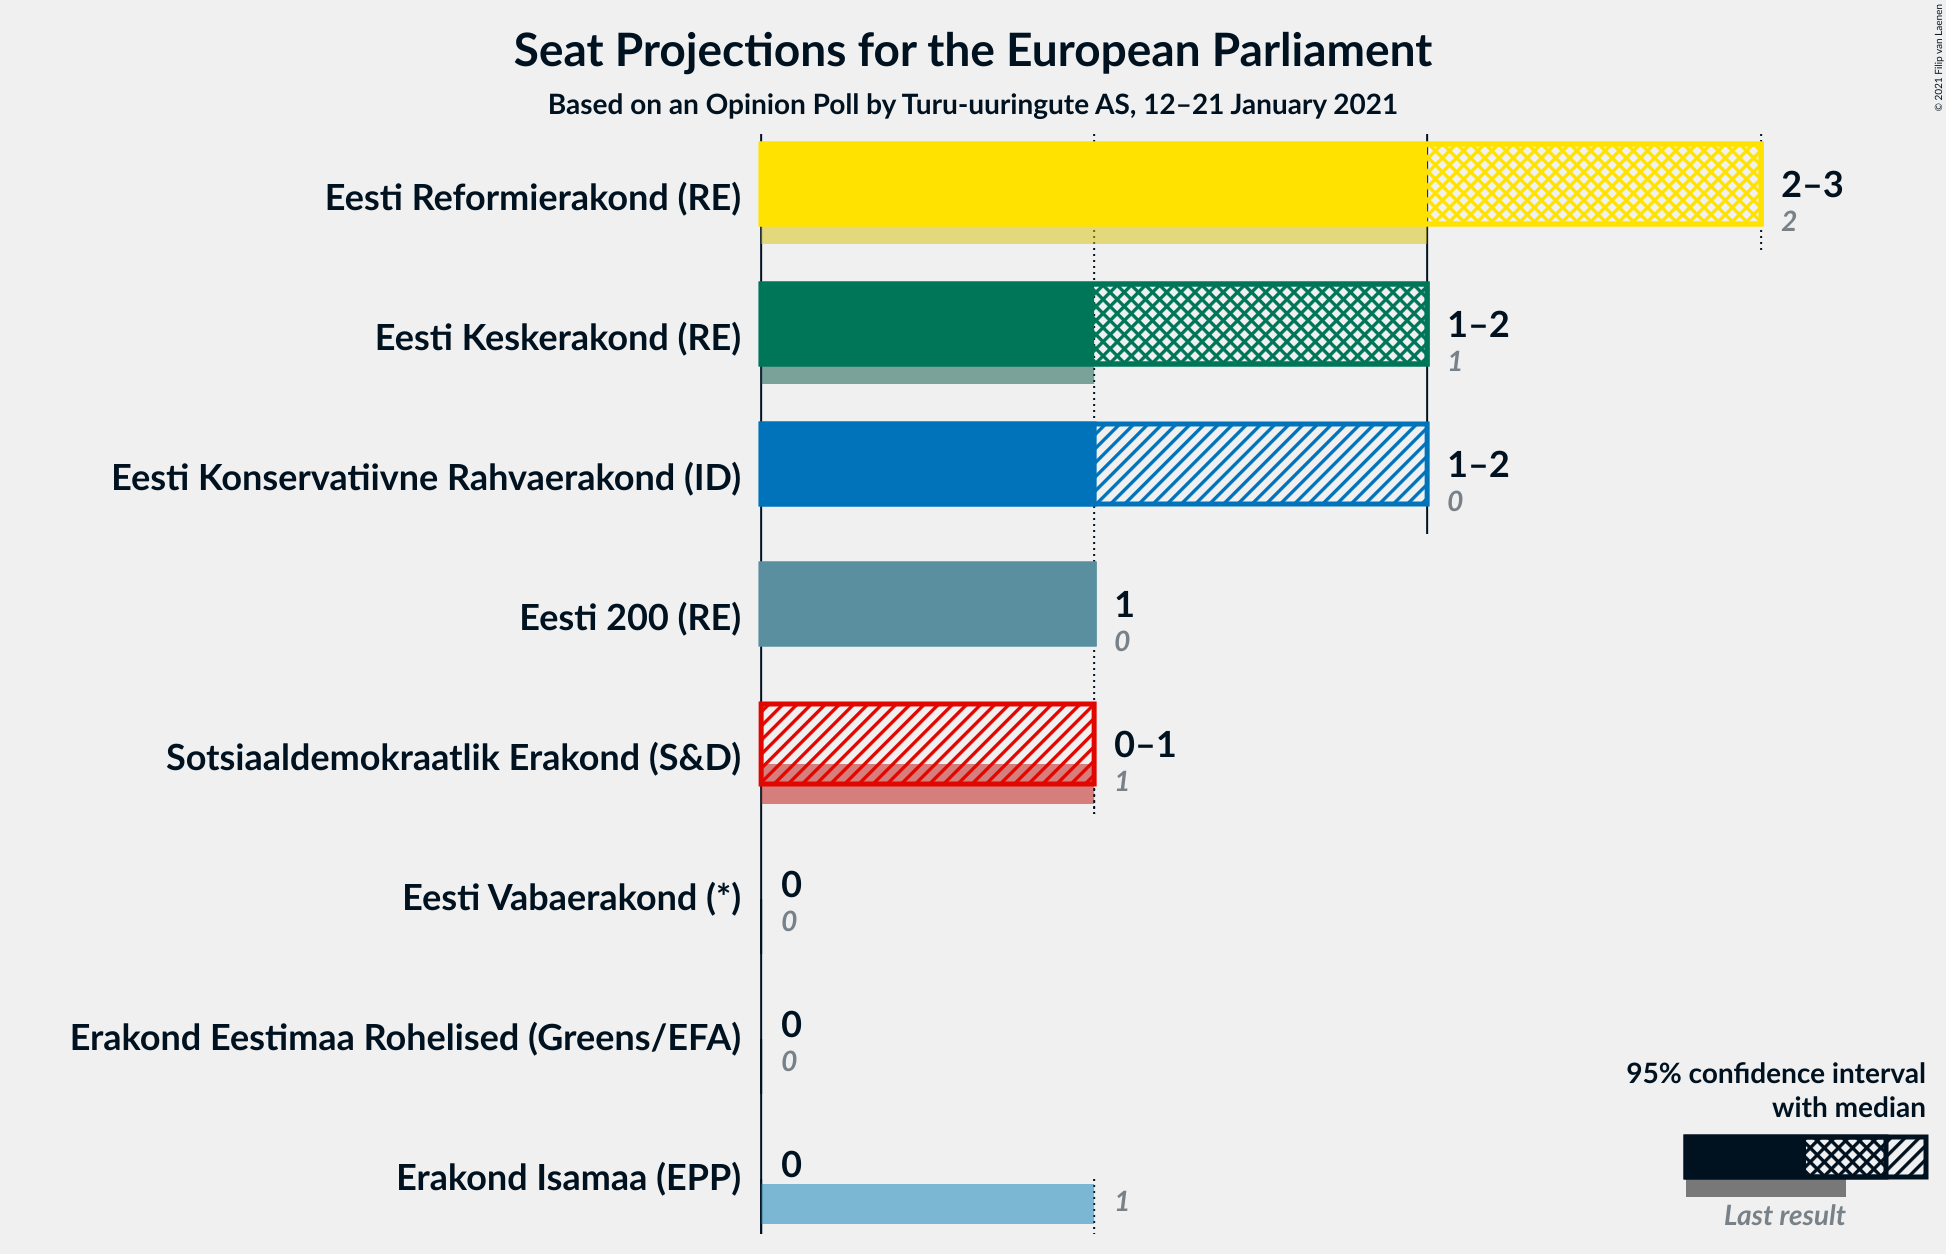 Seat Projections for the European Parliament
Based on an Opinion Poll by Turu-uuringute AS, 12–21 January 2021
© 2021 Filip van Laenen
Eesti Reformierakond (RE)
2–3
2
Eesti Keskerakond (RE)
1–2
1
Eesti Konservatiivne Rahvaerakond (ID)
1–2
0
Eesti 200 (RE)
1
0
Sotsiaaldemokraatlik Erakond (S&D)
0–1
1
Eesti Vabaerakond (*)
0
0
Erakond Eestimaa Rohelised (Greens/EFA)
0
0
Erakond Isamaa (EPP)
0
1
95% confidence interval
with median
Last result